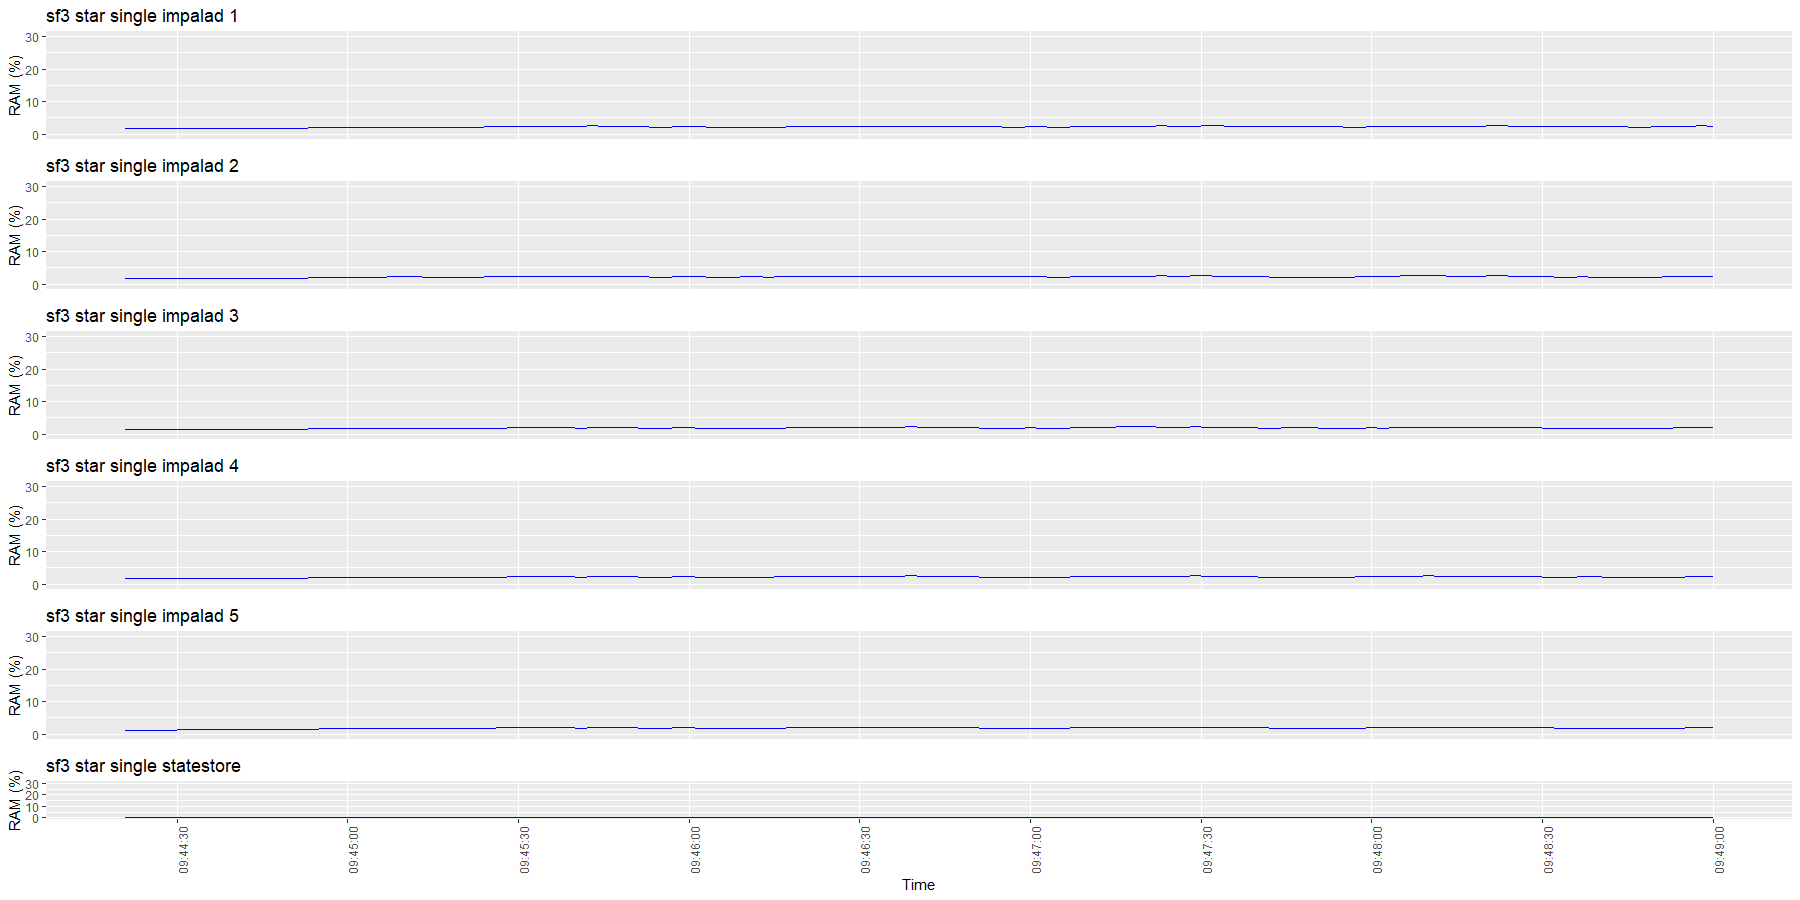 sf3 star single impalad 1
RAM (%)
30
20
10
0
sf3 star single impalad 2
RAM (%)
30
20
10
0
sf3 star single impalad 3
RAM (%)
30
20
10
0
sf3 star single impalad 4
RAM (%)
30
20
10
0
sf3 star single impalad 5
RAM (%)
30
20
10
0
sf3 star single statestore
RAM (%)
30
20
10
0
09:44:30 09:45:00 09:45:30 09:46:00 09:46:30 09:47:00 09:47:30 09:48:00 09:48:30 09:49:00
Time